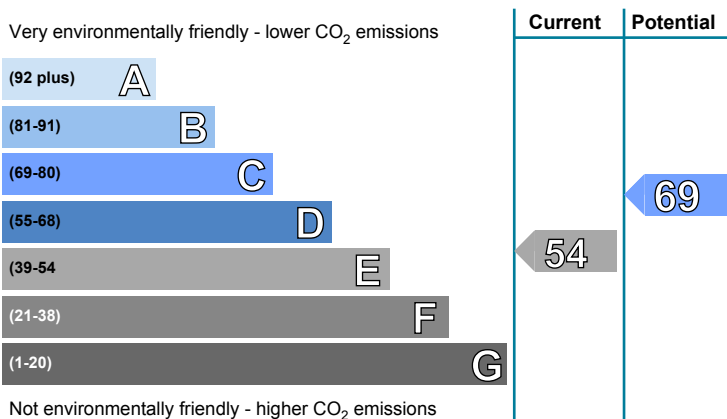 Current Potential
Very environmentally friendly - lower CO2 emissions
(92 plus) A
(81-91) B
(69-80) C
69
(55-68) D
54
(39-54 E
(21-38) F
(1-20) G
Not environmentally friendly - higher CO2 emissions